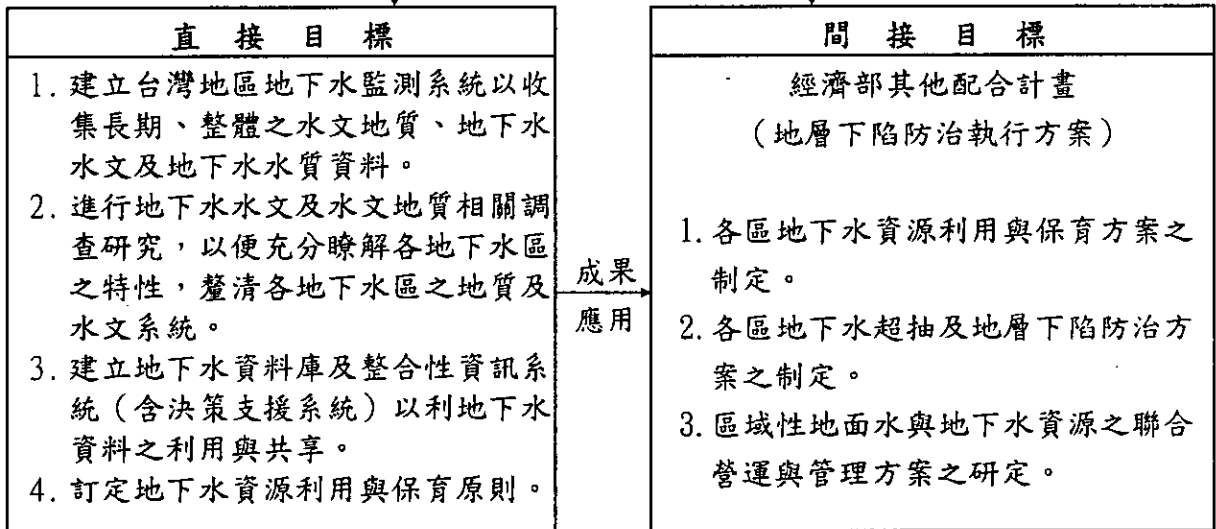 直接目標
1. 建立台灣地區地下水監測系統以收
集長期、整體之水文地質、地下水
水文及地下水水質資料。
2. 進行地下水水文及水文地質相關調
查研究，以便充分瞭解各地下水區
之特性，釐清各地下水區之地質及
水文系統。
3. 建立地下水資料庫及整合性資訊系
統（含決策支援系統）以利地下水
資料之利用與共享。
4. 訂定地下水資源利用與保育原則。
成果
應用
間接目標
經濟部其他配合計畫
（地層下陷防治執行方案）
1. 各區地下水資源利用與保育方案之
制定。
2. 各區地下水超抽及地層下陷防治方
案之制定。
3. 區域性地面水與地下水資源之聯合
營運與管理方案之研定。